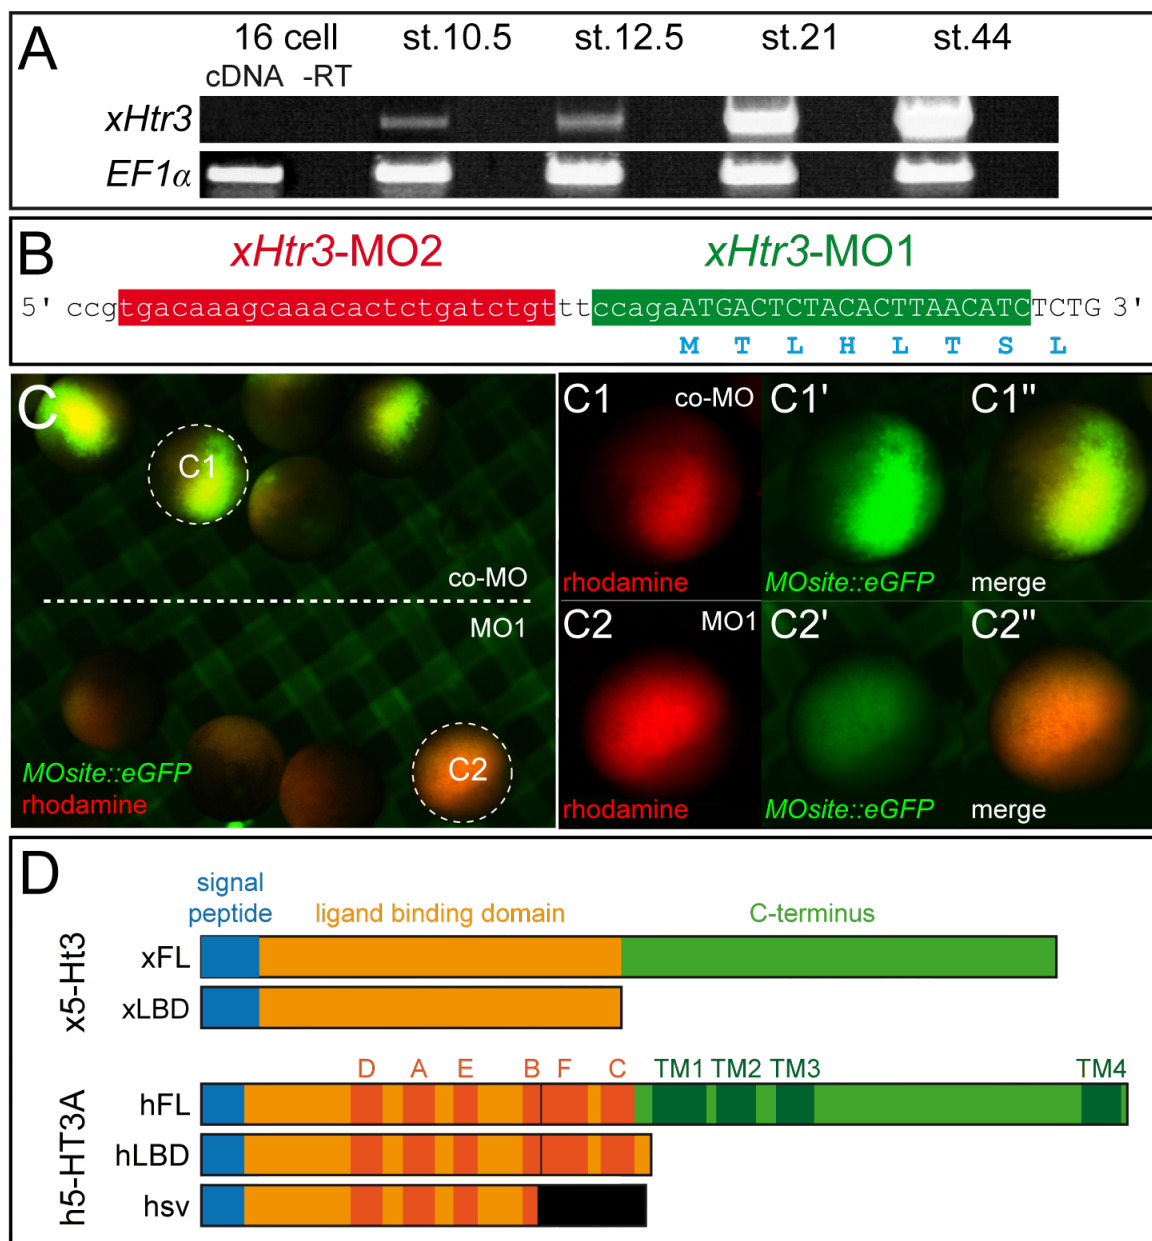 A
16 cell st.10.5 st.12.5 st.21 st.44
cDNA -RT
xHtr3
EF1α
B
xHtr3-MO2 xHtr3-MO1
5' ccgtgacaaagcaaacactctgatctgtttccagaATGACTCTACACTTAACATCTCTG 3'
M T L H L T S L
C
C1
co-MO
MO1
C2
MOsite::eGFP
rhodamine
C1 co-MO C1' C1"
rhodamine MOsite::eGFP merge
C2 MO1 C2' C2"
rhodamine MOsite::eGFP merge
D
signal
peptide ligand binding domain C-terminus
x5-Ht3
xFL
xLBD
D A E B F C TM1 TM2 TM3 TM4
h5-HT3A
hFL
hLBD
hsv